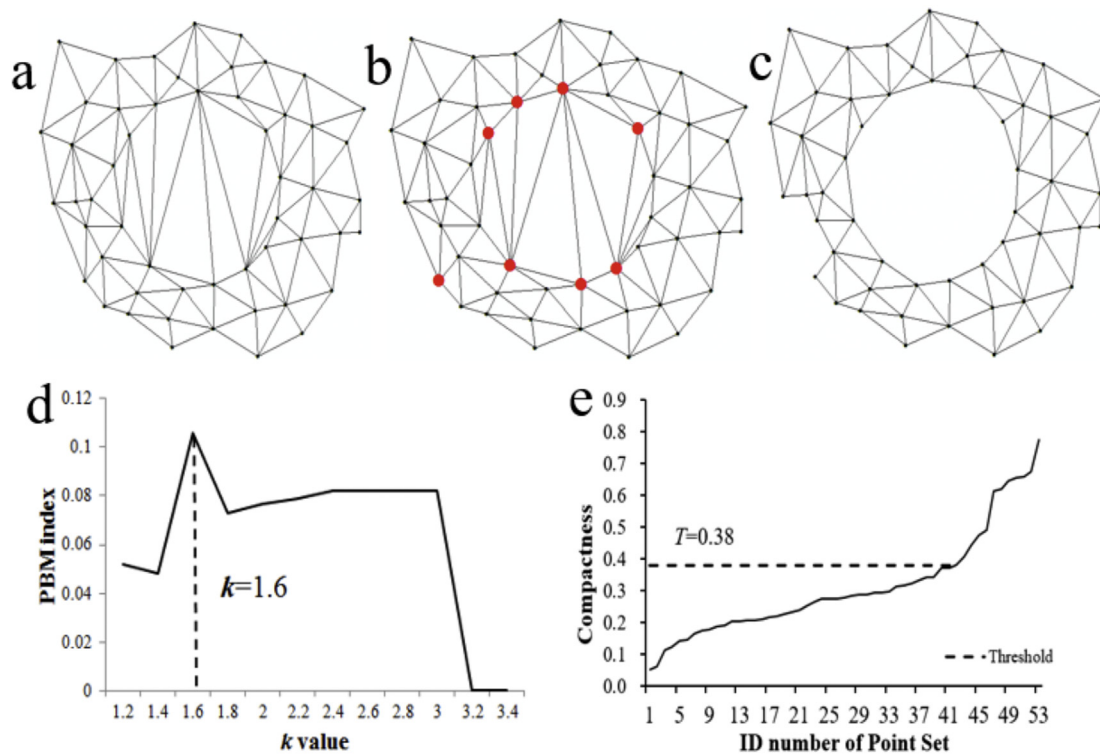 a
b
c
d
0.12
0.1
0.08
0.06
0.04
0.02
0
PBM index
k=1.6
1.2 1.4 1.6 1.8 2 2.2 2.4 2.6 2.8 3 3.2 3.4
k value
e
0.9
0.8
0.7
0.6
0.5
0.4
0.3
0.2
0.1
0.0
Compactness
T=0.38
Threshold
1 5 9 13 17 21 25 29 33 37 41 45 49 53
ID number of Point Set